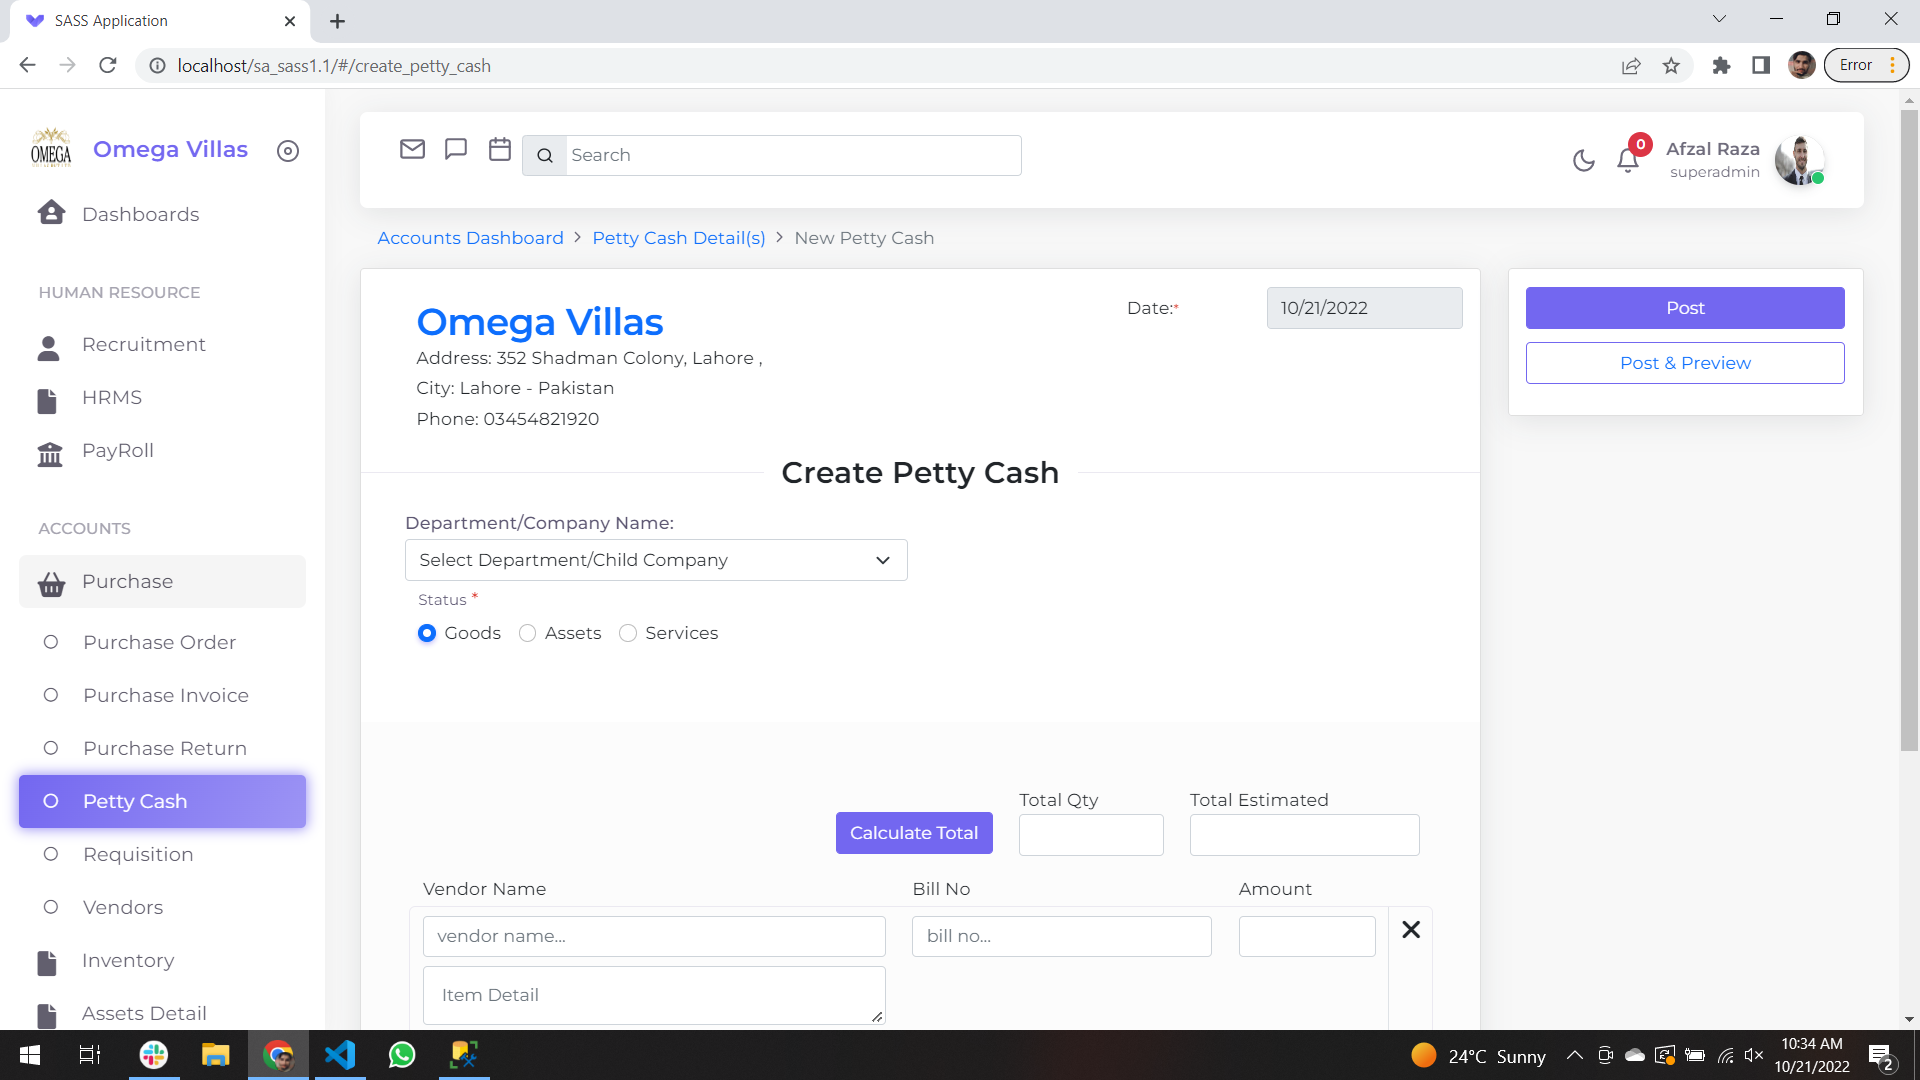 SASS Application
localhost/sa_sass1.1/#/create_petty_cash
Error
OMEGA
Omega Villas
Search
0
Afzal Raza
superadmin
Dashboards
Accounts Dashboard > Petty Cash Detail(s) > New Petty Cash
HUMAN RESOURCE
Recruitment
HRMS
PayRoll
ACCOUNTS
Purchase
Purchase Order
Purchase Invoice
Purchase Return
Petty Cash
Requisition
Vendors
Inventory
Assets Detail
Omega Villas
Address: 352 Shadman Colony, Lahore ,
City: Lahore - Pakistan
Phone: 03454821920
Date:*
10/21/2022
Post
Post & Preview
Create Petty Cash
Department/Company Name:
Select Department/Child Company
Status *
Goods Assets Services
Calculate Total
Total Qty
Total Estimated
Vendor Name
Bill No
Amount
vendor name...
bill no...
Item Detail
24°C Sunny
10:34 AM
10/21/2022
2